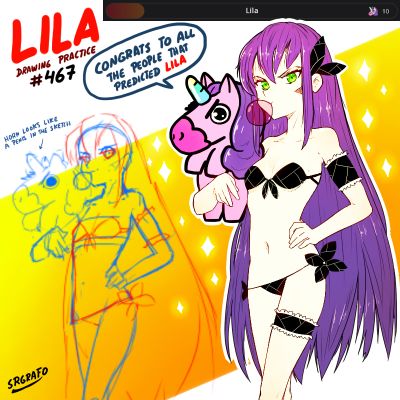 Lila
10
LILA
DRAWING PRACTICE
#467
CONGRATS TO ALL
THE PEOPLE THAT
PREDICTED LILA
HORN LOOKS LIKE
A PENIS IN THE SKETCH
SRGRAFO